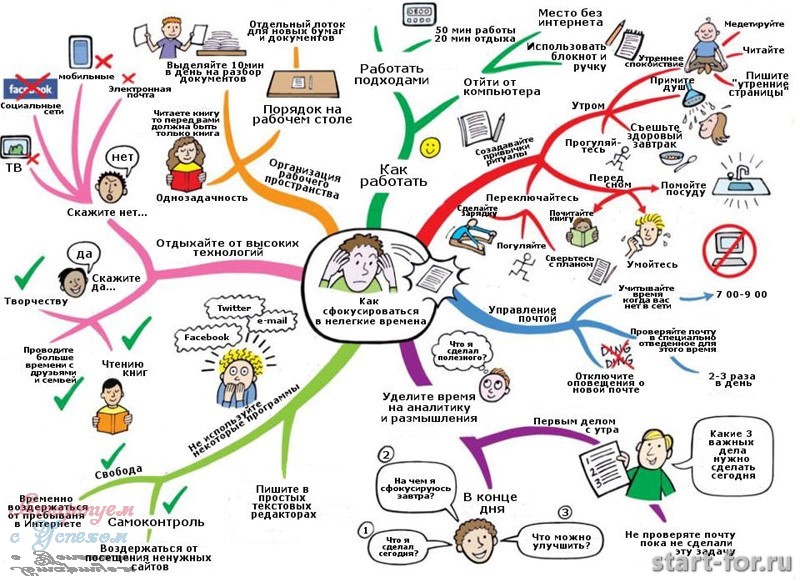 Отдельный лоток
для новых бумаг
и документов
50 мин работы
20 мин отдыха
Место без
интернета
Использовать
блокнот и
ручку
Утреннее
спокойствие
Медетируйте
Читайте
Пишите
"утренние
страницы
мобильные
facebook
Социальные
сети
Электронная
почта
Выделяйте 10мин
в день на разбор
документов
Работать
подходами
Отйти от
компьютера
Примите
душ
Утром
Съешьте
здоровый
завтрак
Порядок на
рабочем столе
Читаете книгу
то перед вами
должна быть
только книга
Создавайте
привычки
ритуалы
Прогуляй-
тесь
ТВ
нет
Организация
рабочего
пространства
Как
работать
Перед
сном
Помойте
посуду
Однозадачность
Переключайтесь
Скажите нет...
Сделайте
зарядку
Почитайте
книгу
Погуляйте
Сверьтесь
с планом
Умойтесь
Отдыхайте от высоких
технологий
да
Скажите
да...
Как
сфокусироваться
в нелегкие времена
Творчеству
Управление
почтой
Учитывайте
время
когда вас
нет в сети
7 00-9 00
Twitter
e-mail
Facebook
Проверяйте почту
в специально
отведенное для
этого время
Что я
сделал
полезного?
DING
DING
Проводите
больше
времени с
друзьями
и семьей
Чтению
книг
Отключите
оповещения о
новой почте
2-3 раза
в день
Не используйте
некоторые программы
Уделите время
на аналитику
и размышления
Первым делом
с утра
1
2
3
Какие 3
важных
дела
нужно
сделать
сегодня
Свобода
2
На чем я
сфокусируюсь
завтра?
В конце
дня
Пишите в
простых
текстовых
редакторах
Временно
воздержаться
от пребываня
в Интернете
Самоконтроль
1
Что я
сделал
сегодня?
3
Что можно
улучшить?
Воздержаться от
посещения ненужных
сайтов
Не проверяте почту
пока не сделали
эту задачу
с Успехом
start-for.ru